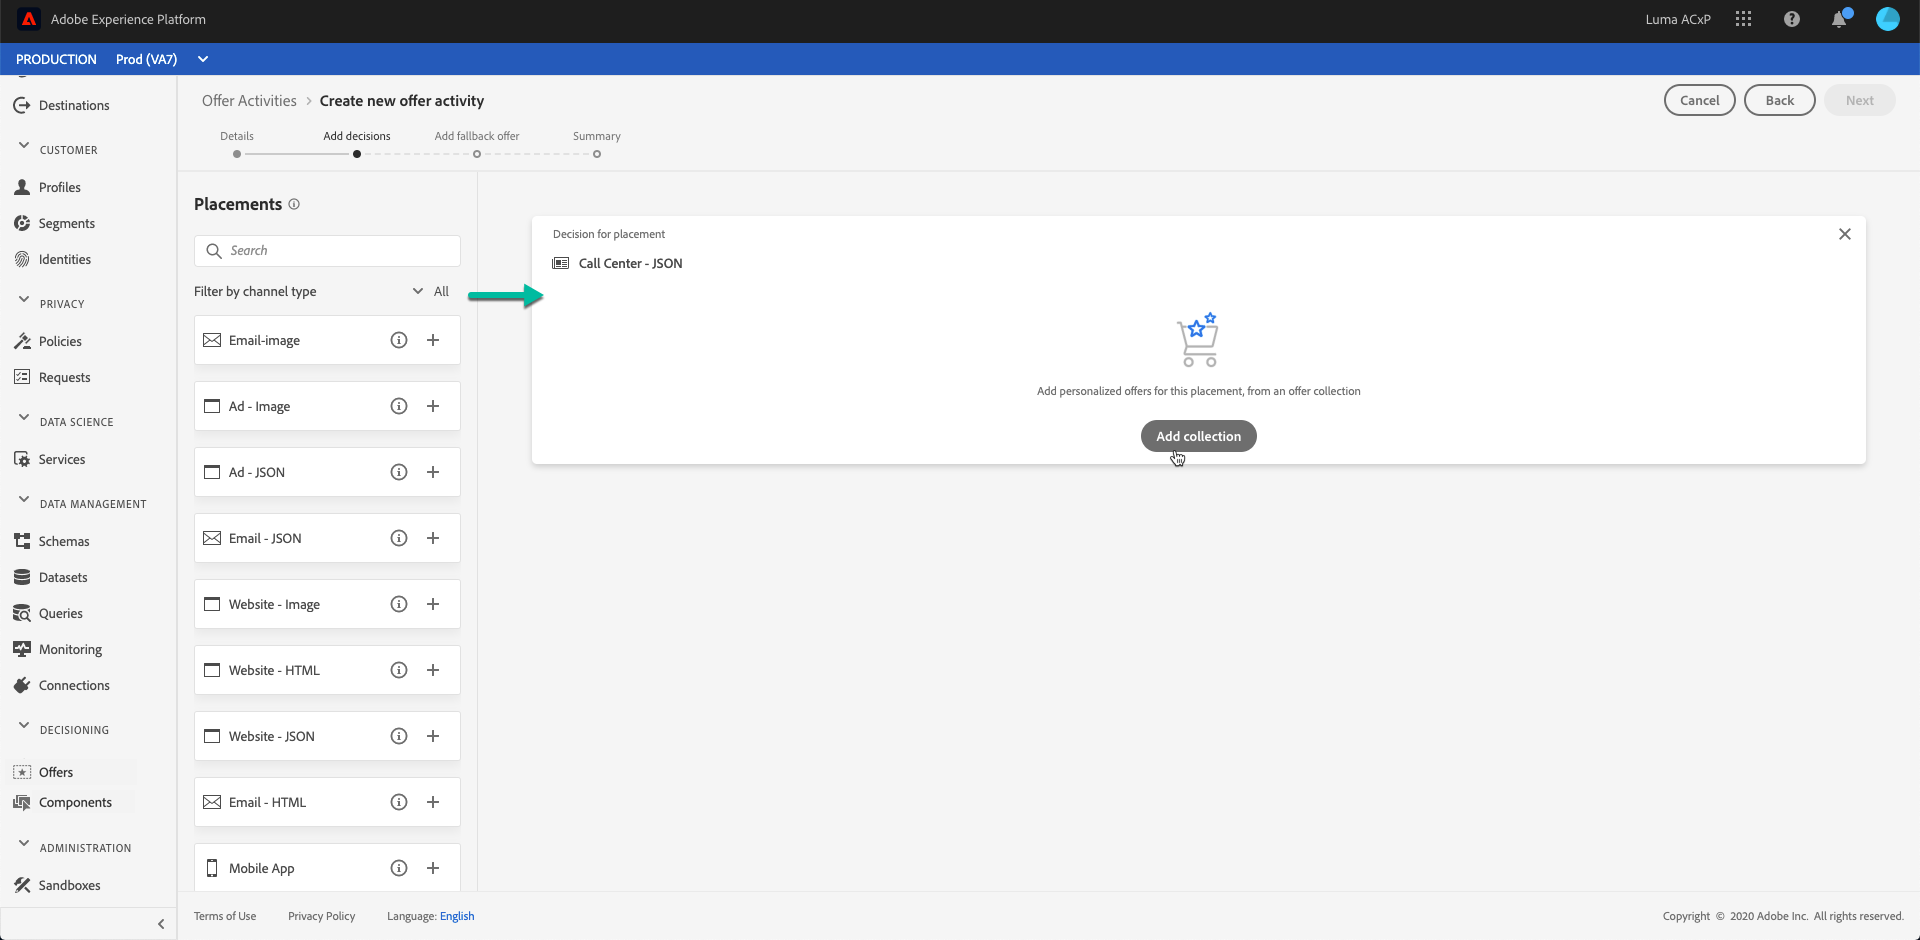 Adobe Experience Platform
Luma ACxP
PRODUCTION Prod (VA7)
Destinations
CUSTOMER
Profiles
Segments
Identities
PRIVACY
Policies
Requests
DATA SCIENCE
Services
DATA MANAGEMENT
Schemas
Datasets
Queries
Monitoring
Connections
DECISIONING
Offers
Components
ADMINISTRATION
Sandboxes
Offer Activities > Create new offer activity
Cancel
Back
Next
Details
Add decisions
Add fallback offer
Summary
Placements
Search
Filter by channel type
All
Email-image
Ad - Image
Ad - JSON
Email - JSON
Website - Image
Website - HTML
Website - JSON
Email - HTML
Mobile App
Decision for placement
Call Center - JSON
Add personalized offers for this placement, from an offer collection
Add collection
Terms of Use
Privacy Policy
Language: English
Copyright © 2020 Adobe Inc. All rights reserved.